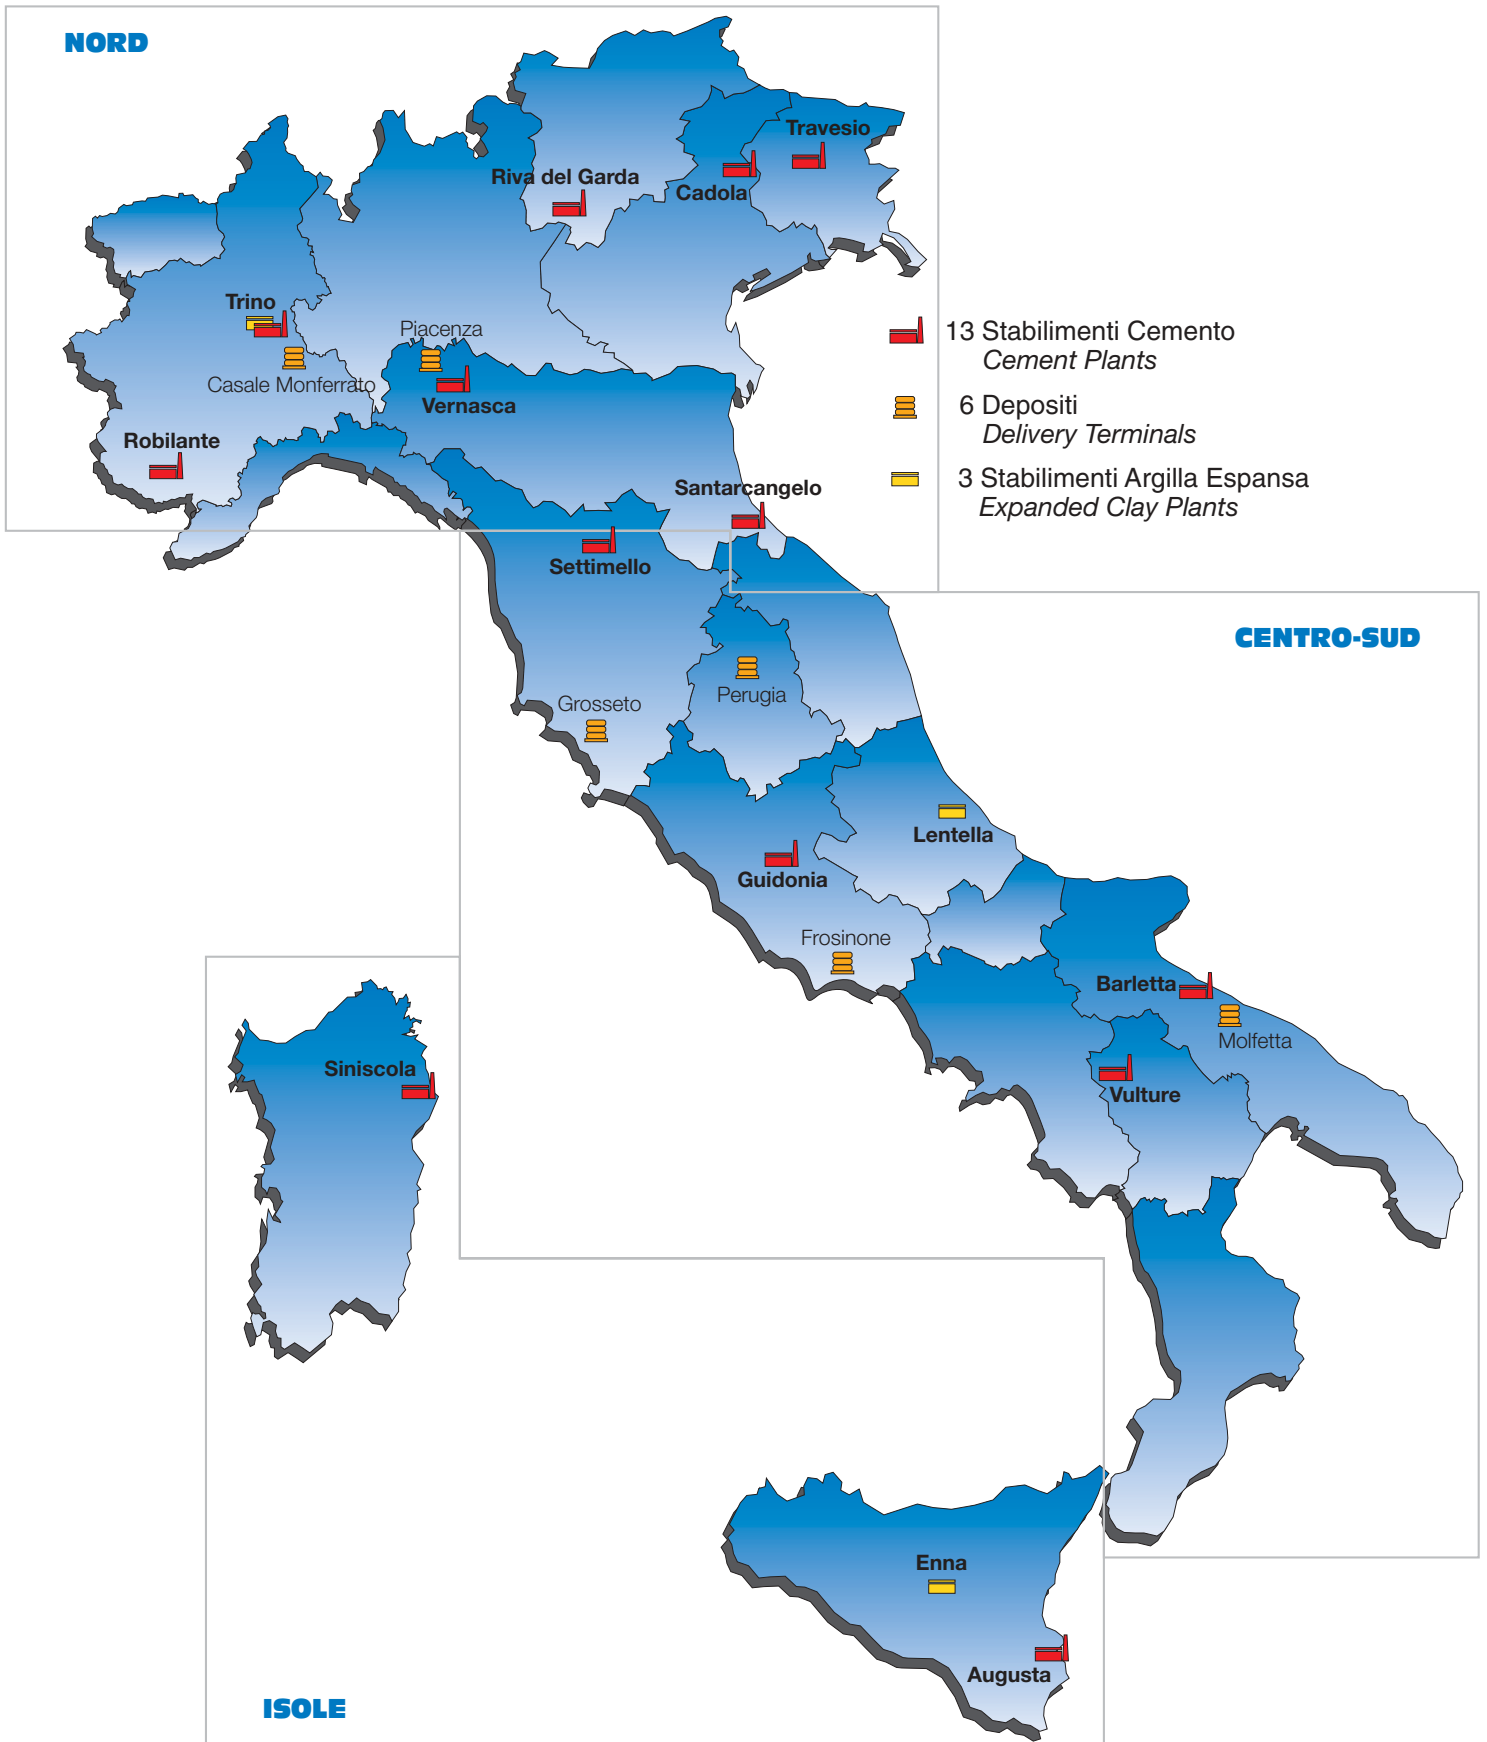 NORD
Travesio
Riva del Garda
Cadola
Trino
Piacenza
13 Stabilimenti Cemento
Cement Plants
Casale Monferrato
Vernasca
6 Depositi
Delivery Terminals
Robilante
3 Stabilimenti Argilla Espansa
Expanded Clay Plants
Santarcangelo
Settimello
CENTRO-SUD
Perugia
Grosseto
Lentella
Guidonia
Frosinone
Barletta
Molfetta
Siniscola
Vulture
Enna
Augusta
ISOLE